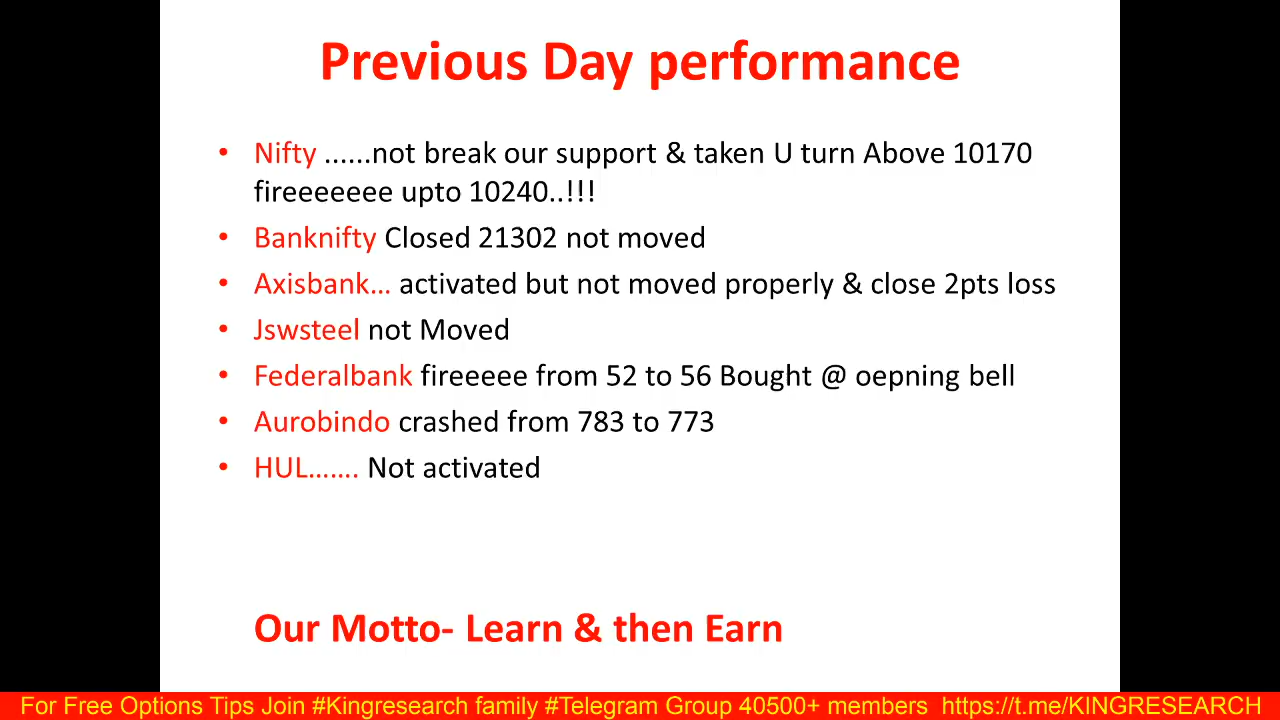 Previous Day performance
• Nifty ......not break our support & taken U turn Above 10170
fireeeeeee upto 10240..!!!
• Banknifty Closed 21302 not moved
• Axisbank... activated but not moved properly & close 2pts loss
• Jswsteel not Moved
• Federalbank fireeeee from 52 to 56 Bought @ oepning bell
• Aurobindo crashed from 783 to 773
• HUL....... Not activated
Our Motto- Learn & then Earn
For Free Options Tips Join #Kingresearch family #Telegram Group 40500+ members https://t.me/KINGRESEARCH